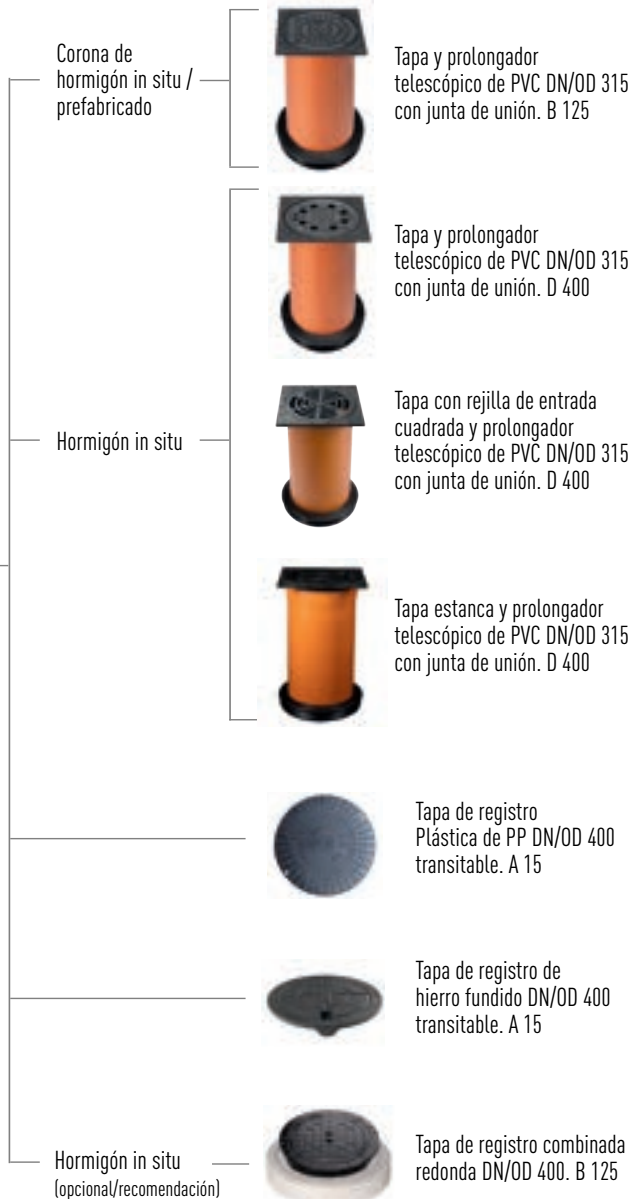 Corona de
hormigón in situ /
prefabricado
Tapa y prolongador
telescópico de PVC DN/OD 315
con junta de unión. B 125
Tapa y prolongador
telescópico de PVC DN/OD 315
con junta de unión. D 400
Hormigón in situ
Tapa con rejilla de entrada
cuadrada y prolongador
telescópico de PVC DN/OD 315
con junta de unión. D 400
Tapa estanca y prolongador
telescópico de PVC DN/OD 315
con junta de unión. D 400
Tapa de registro
Plástica de PP DN/OD 400
transitable. A 15
Tapa de registro de
hierro fundido DN/OD 400
transitable. A 15
Hormigón in situ
(opcional/recomendación)
Tapa de registro combinada
redonda DN/OD 400. B 125